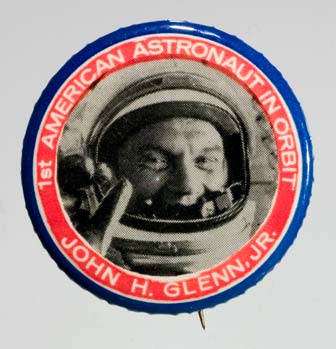 1st AMERICAN ASTRONAUT IN ORBIT
JOHN H. GLENN, JR.